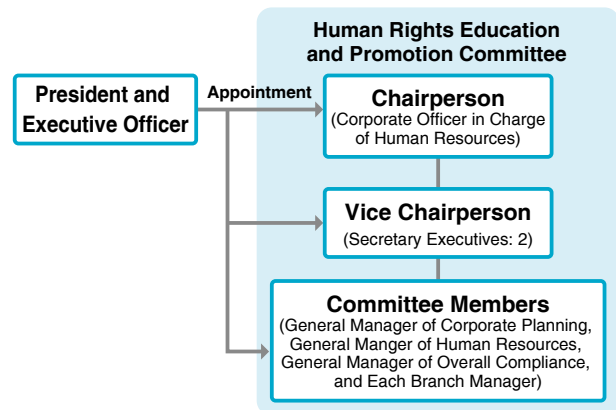 Human Rights Education
and Promotion Committee
President and
Executive Officer
Appointment
Chairperson
(Corporate Officer in Charge
of Human Resources)
Vice Chairperson
(Secretary Executives: 2)
Committee Members
(General Manager of Corporate Planning,
General Manger of Human Resources,
General Manager of Overall Compliance,
and Each Branch Manager)